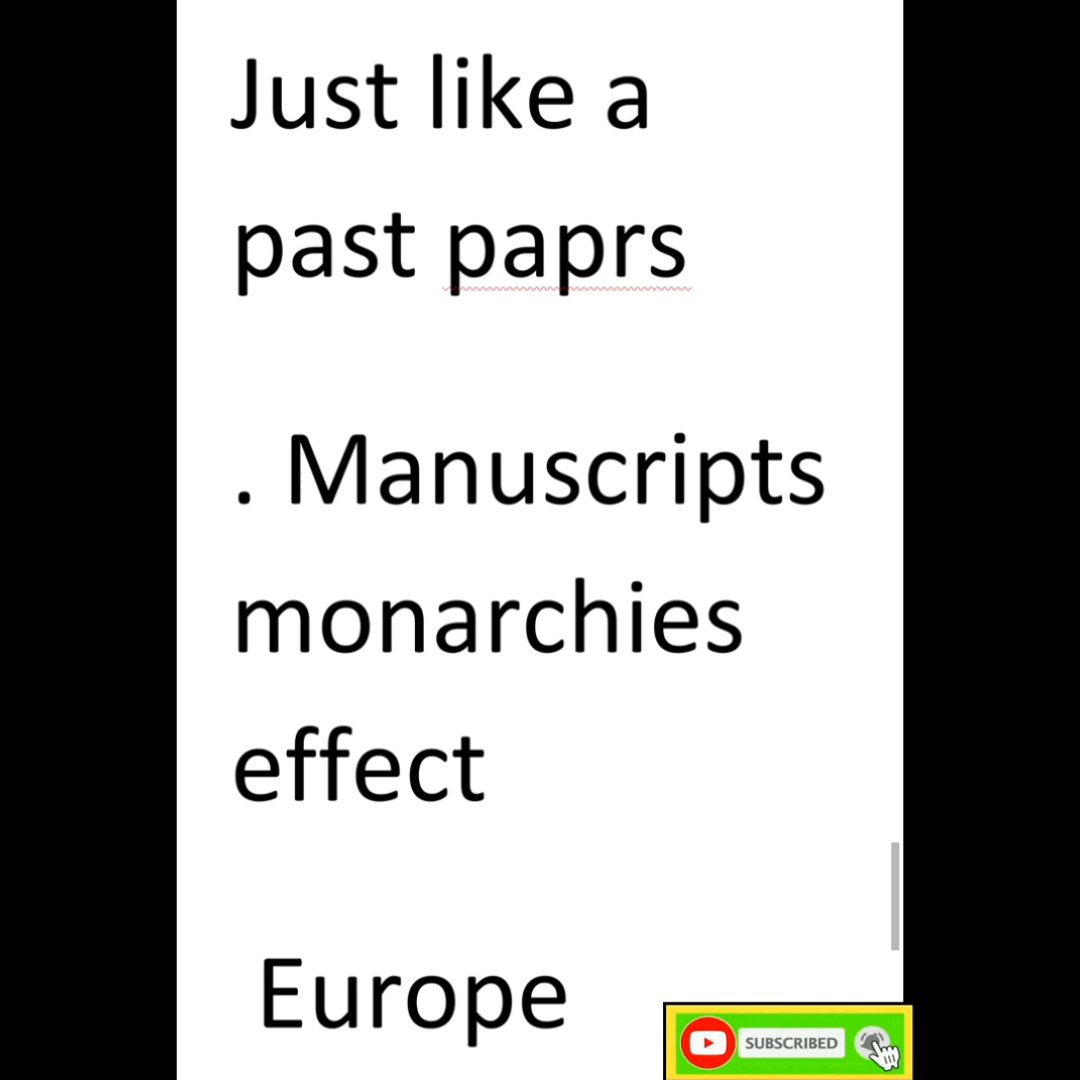 Just like a
past paprs
. Manuscripts
monarchies
effect
Europe
SUBSCRIBED